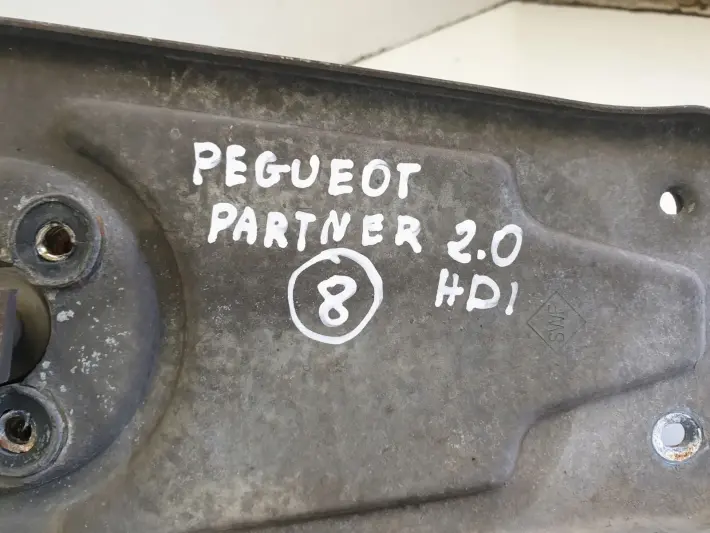 PEGUEOT
PARTNER 2.0
8 HDI
SWF